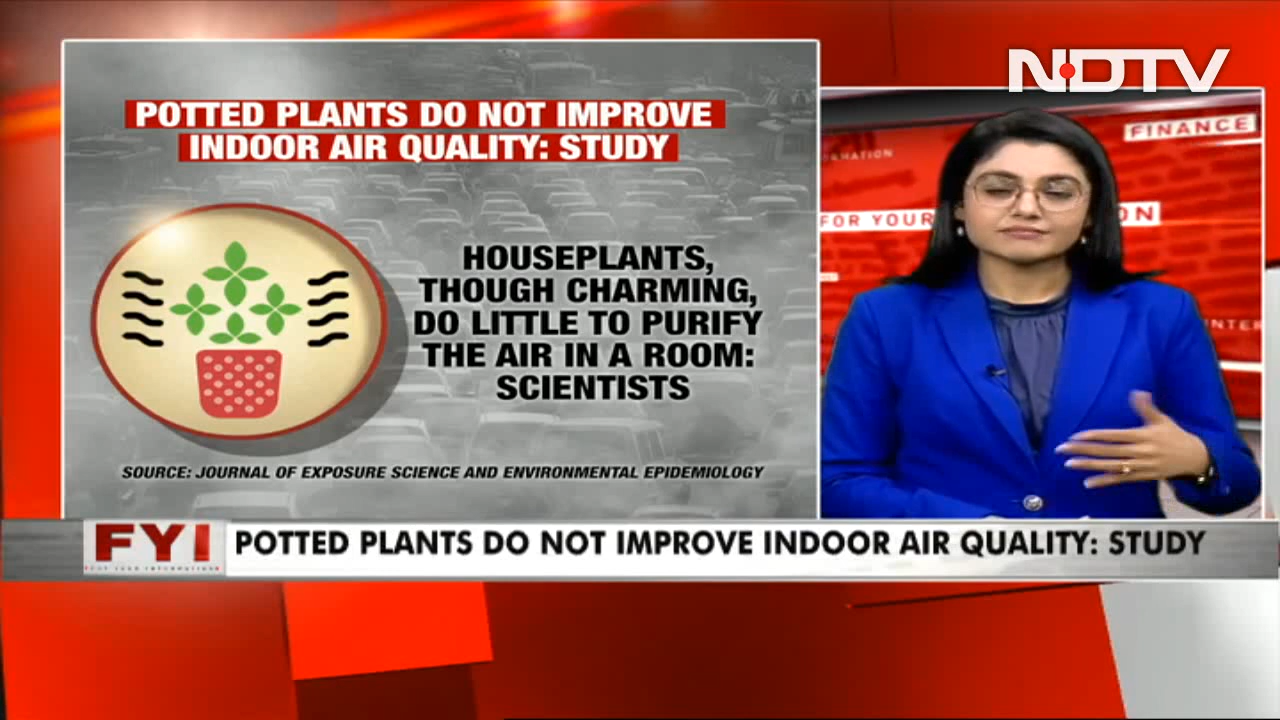 NDTV
POTTED PLANTS DO NOT IMPROVE
INDOOR AIR QUALITY: STUDY
HOUSEPLANTS,
THOUGH CHARMING,
DO LITTLE TO PURIFY
THE AIR IN A ROOM:
SCIENTISTS
SOURCE: JOURNAL OF EXPOSURE SCIENCE AND ENVIRONMENTAL EPIDEMIOLOGY
FINANCE
FOR YOUR
FYI
POTTED PLANTS DO NOT IMPROVE INDOOR AIR QUALITY: STUDY